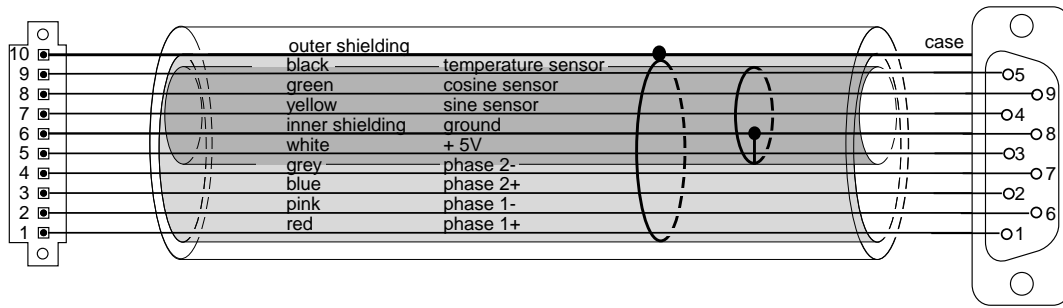 outer shielding case
10
black temperature sensor
9 5
green cosine sensor
8 9
yellow sine sensor
7 4
inner shielding ground
6 8
white + 5V
5 3
grey phase 2-
4 7
blue phase 2+
3 2
pink phase 1-
2 6
red phase 1+
1 1